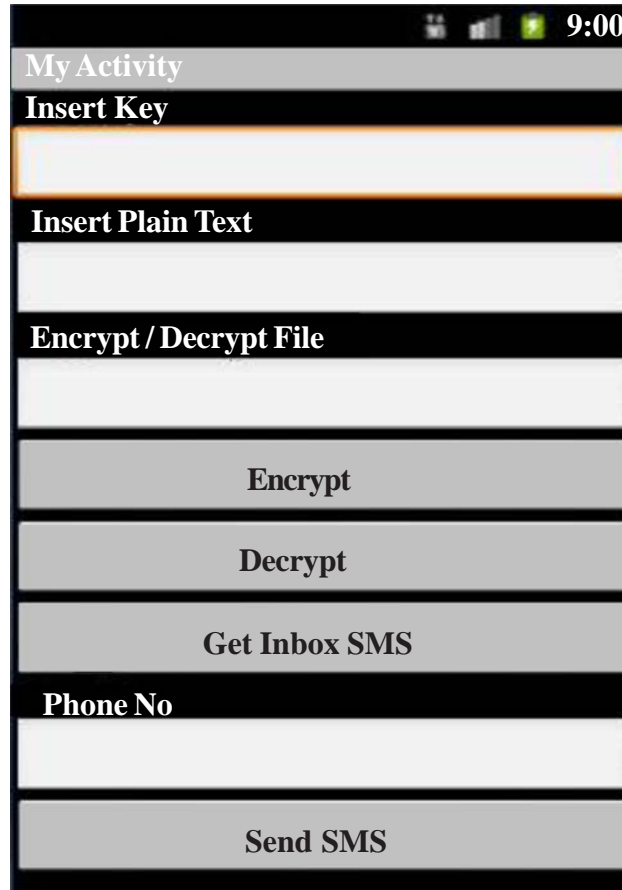 9:00
My Activity
Insert Key
Insert Plain Text
Encrypt / Decrypt File
Encrypt
Decrypt
Get Inbox SMS
Phone No
Send SMS